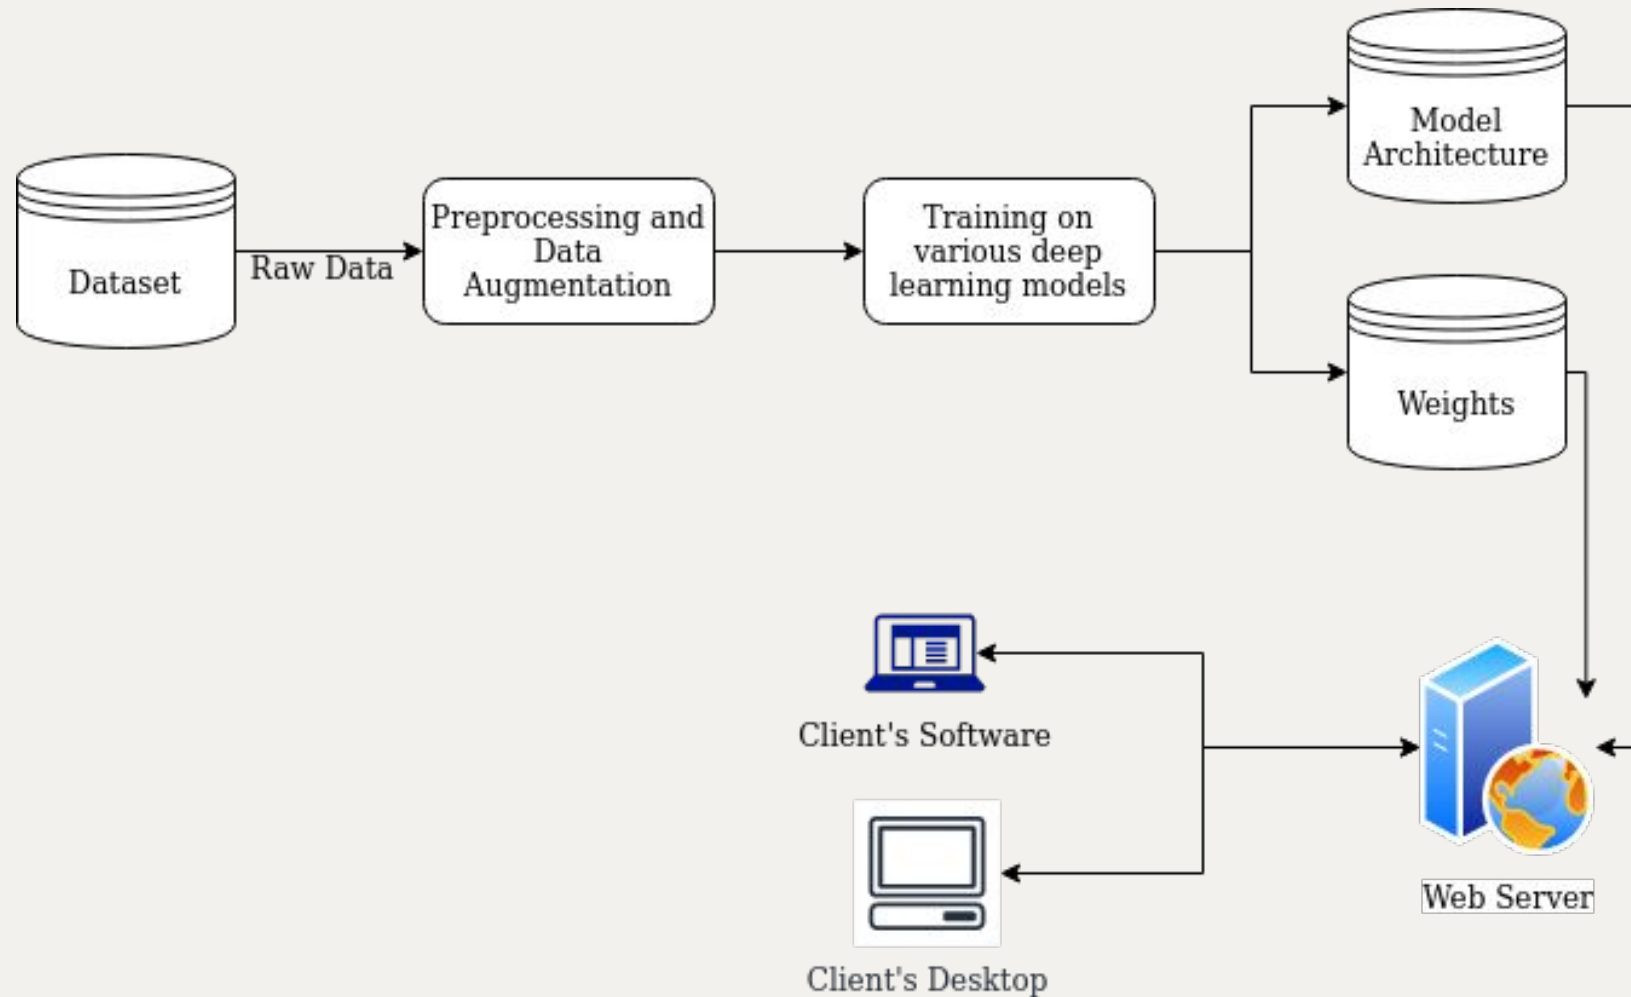 Model
Architecture
Dataset
Raw Data
Preprocessing and
Data
Augmentation
Training on
various deep
learning models
Weights
Client's Software
Client's Desktop
Web Server